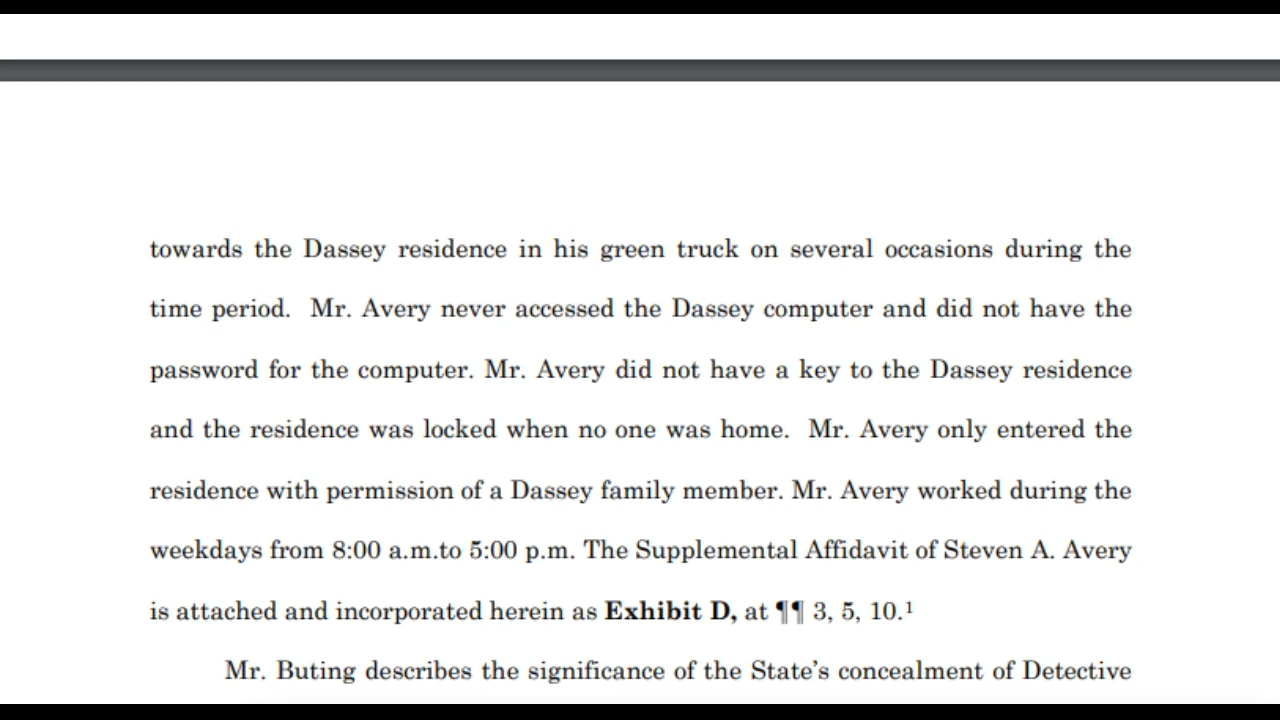 towards the Dassey residence in his green truck on several occasions during the
time period. Mr. Avery never accessed the Dassey computer and did not have the
password for the computer. Mr. Avery did not have a key to the Dassey residence
and the residence was locked when no one was home. Mr. Avery only entered the
residence with permission of a Dassey family member. Mr. Avery worked during the
weekdays from 8:00 a.m.to 5:00 p.m. The Supplemental Affidavit of Steven A. Avery
is attached and incorporated herein as Exhibit D, at ¶¶ 3, 5, 10.¹
Mr. Buting describes the significance of the State’s concealment of Detective